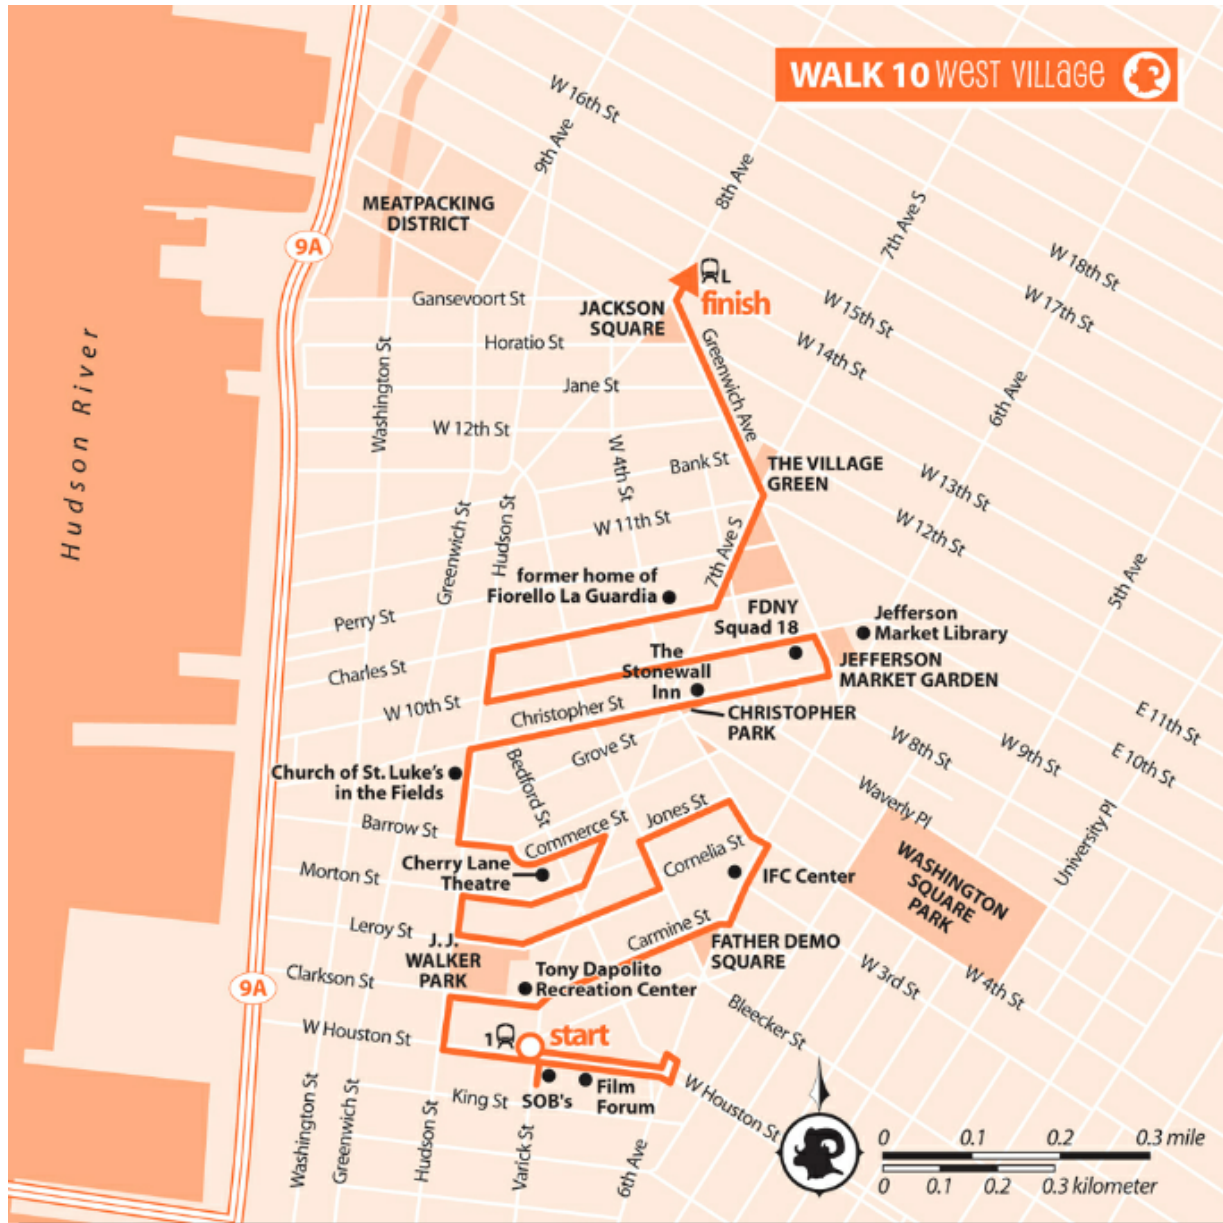 WALK 10 WEST VILLAGE
W 16th St
9th Ave
8th Ave
7th Ave S
MEATPACKING
DISTRICT
9A
W 18th St
W 17th St
L
finish
Gansevoort St
JACKSON
SQUARE
W 15th St
W 14th St
Horatio St
Greenwich Ave
Hudson River
Washington St
Jane St
6th Ave
W 12th St
W 4th St
Bank St
THE VILLAGE
GREEN
W 13th St
W 12th St
Greenwich St
Hudson St
W 11th St
7th Ave S
5th Ave
former home of
Fiorello La Guardia
FDNY
Squad 18
Jefferson
Market Library
Perry St
Charles St
W 10th St
The
Stonewall
Inn
JEFFERSON
MARKET GARDEN
Christopher St
CHRISTOPHER
PARK
E 11th St
E 10th St
W 9th St
W 8th St
Grove St
Bedford St
Church of St. Luke's
in the Fields
Waverly Pl
University Pl
Barrow St
Commerce St
Jones St
Cornelia St
Morton St
Cherry Lane
Theatre
IFC Center
WASHINGTON
SQUARE
PARK
Leroy St
J. J.
WALKER
PARK
Carmine St
FATHER DEMO
SQUARE
Clarkson St
9A
Tony Dapolito
Recreation Center
W 3rd St
W 4th St
Bleecker St
W Houston St
1
start
King St
SOB's
Film
Forum
W Houston St
Washington St
Greenwich St
Hudson St
Varick St
6th Ave
0 0.1 0.2 0.3 mile
0 0.1 0.2 0.3 kilometer